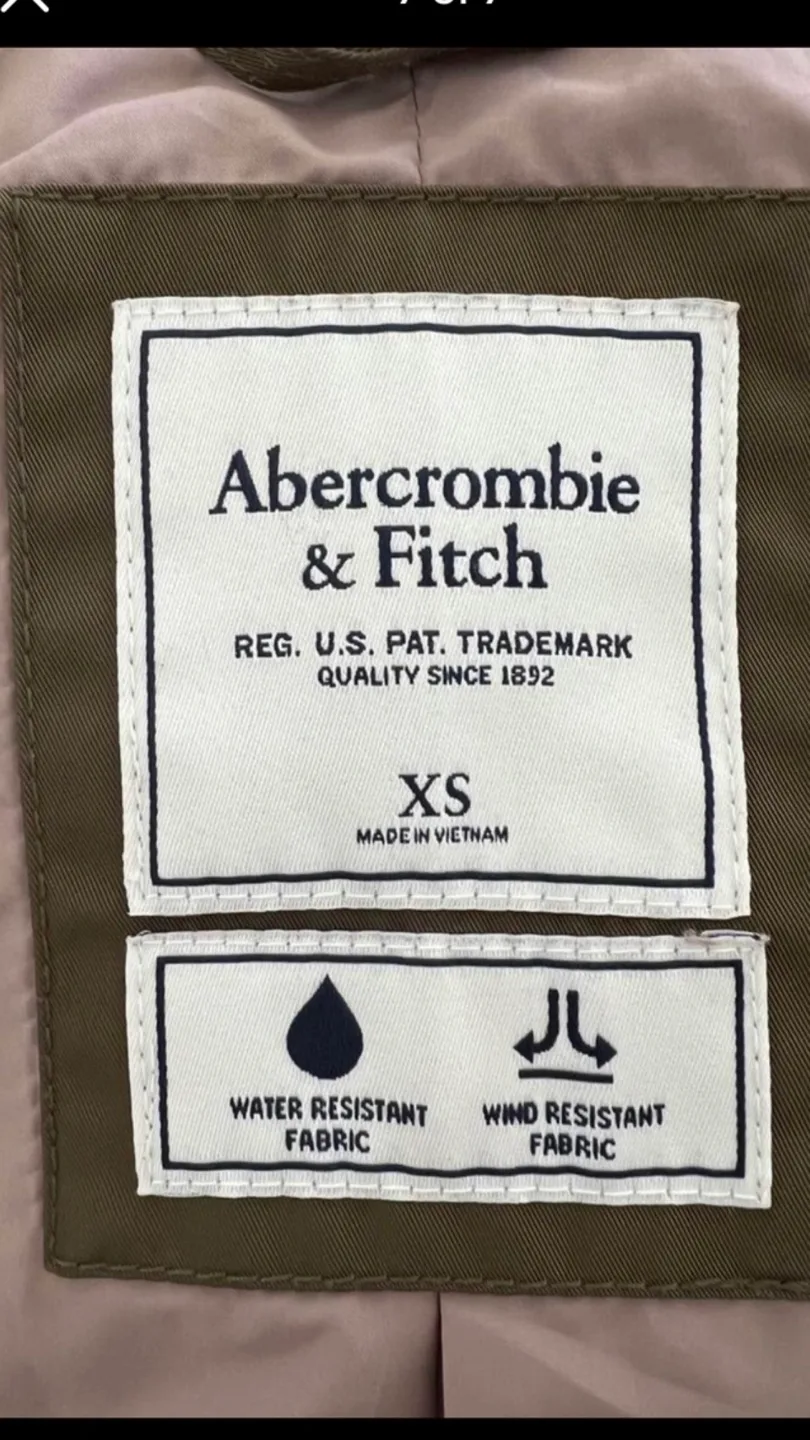 Abercrombie
& Fitch
REG. U.S. PAT. TRADEMARK
QUALITY SINCE 1892
XS
MADE IN VIETNAM
WATER RESISTANT
FABRIC
WIND RESISTANT
FABRIC